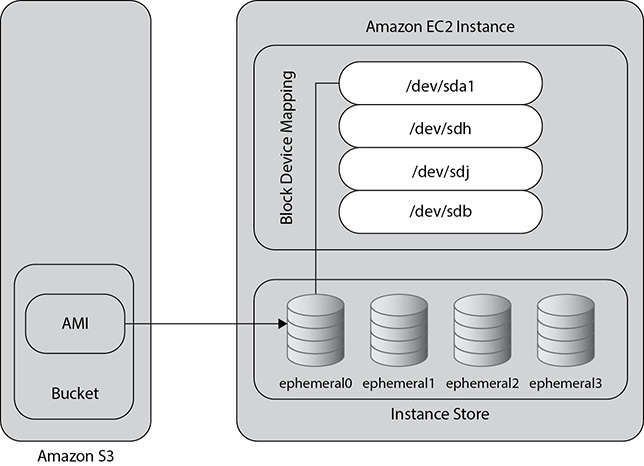 Amazon EC2 Instance
Block Device Mapping
/dev/sda1
/dev/sdh
/dev/sdj
/dev/sdb
AMI
Bucket
ephemeral0 ephemeral1 ephemeral2 ephemeral3
Instance Store
Amazon S3